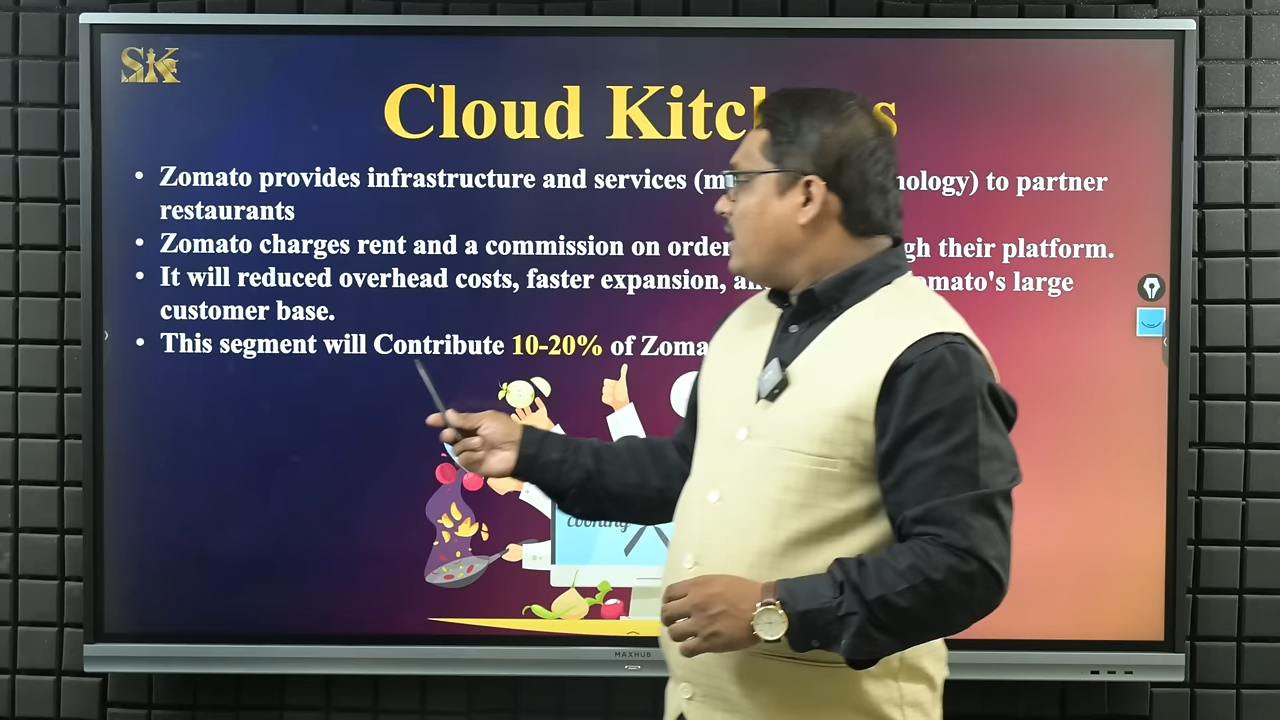 SK
Cloud Kitc s
• Zomato provides infrastructure and services (m nology) to partner
restaurants
• Zomato charges rent and a commission on order gh their platform.
• It will reduced overhead costs, faster expansion, omato's large
customer base.
• This segment will Contribute 10-20% of Zoma
cooking
MAXHUB